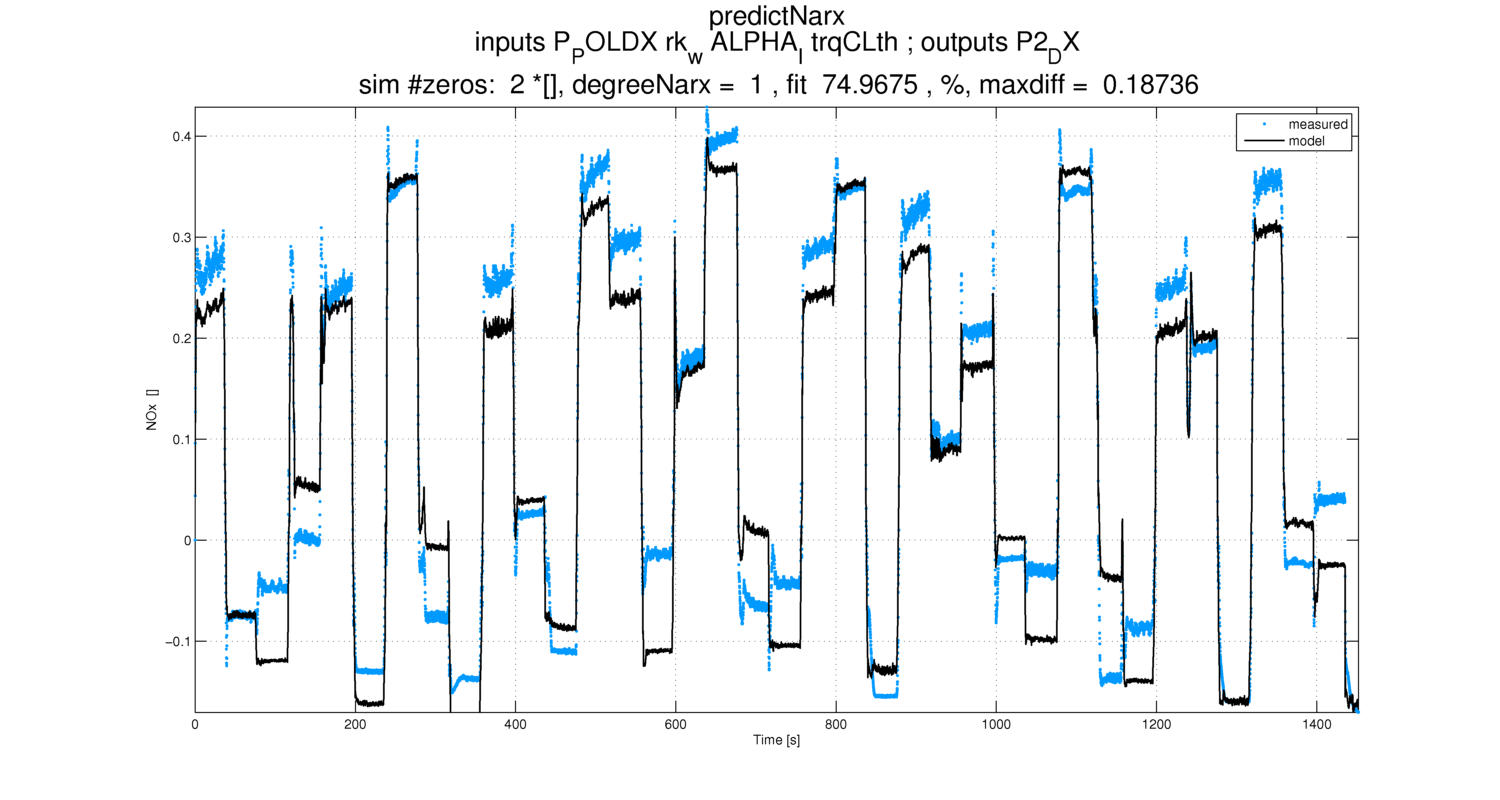 predictNarx
inputs P_POLDX rk_w ALPHA_I trqCLth ; outputs P2_DX
sim #zeros:  2 *[], degreeNarx =  1 , fit  74.9675 , %, maxdiff =  0.18736
measured
model
0.4
0.3
0.2
0.1
0
−0.1
NOx  []
0
200
400
600
800
1000
1200
1400
Time [s]